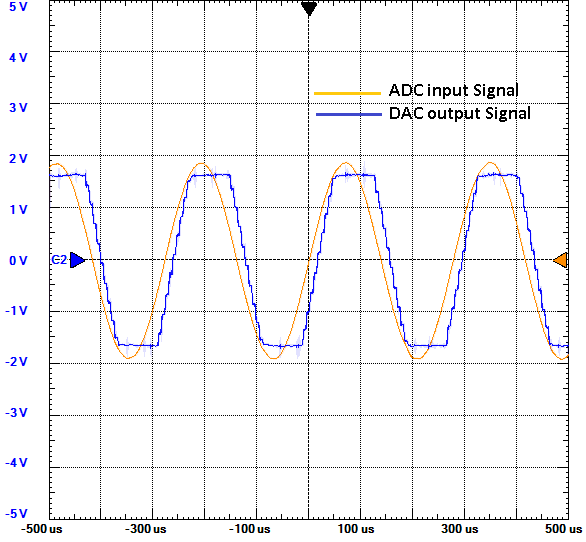 5 V
4 V
3 V
ADC input Signal
DAC output Signal
2 V
1 V
0 V
C2
-1 V
-2 V
-3 V
-4 V
-5 V
-500 us
-300 us
-100 us
100 us
300 us
500 us